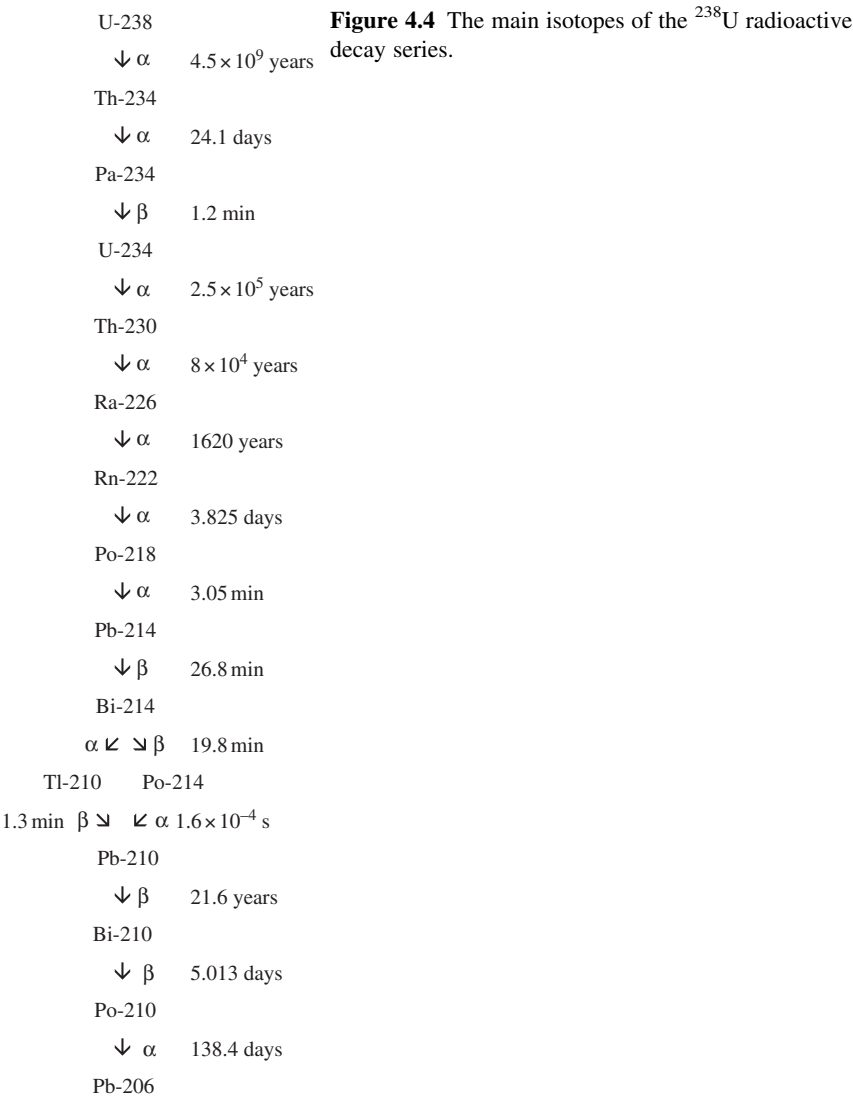 U-238
↓ α 4.5 × 10⁹ years
Th-234
↓ α 24.1 days
Pa-234
↓ β 1.2 min
U-234
↓ α 2.5 × 10⁵ years
Th-230
↓ α 8 × 10⁴ years
Ra-226
↓ α 1620 years
Rn-222
↓ α 3.825 days
Po-218
↓ α 3.05 min
Pb-214
↓ β 26.8 min
Bi-214
α ↙ ↘ β 19.8 min
Tl-210 Po-214
1.3 min β ↘ ↙ α 1.6 × 10⁻⁴ s
Pb-210
↓ β 21.6 years
Bi-210
↓ β 5.013 days
Po-210
↓ α 138.4 days
Pb-206
Figure 4.4 The main isotopes of the ²³⁸U radioactive
decay series.